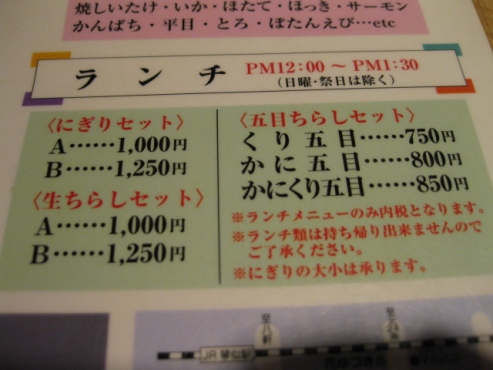 焼しいたけ・いか・ほたて・ほっき・サーモン
かんぱち・平目・とろ・ぼたんえび…etc
ランチ PM12:00～PM1:30
(日曜・祭日は除く)
〈にぎりセット〉
A……1,000円
B……1,250円
〈生ちらしセット〉
A……1,000円
B……1,250円
〈五目ちらしセット〉
くり五目……750円
かに五目……800円
かにくり五目……850円
※ランチメニューのみ内税となります。
※ランチ類は持ち帰り出来ませんので
ご了承ください。
※にぎりの大小は承ります。
至八軒
JR琴似駅